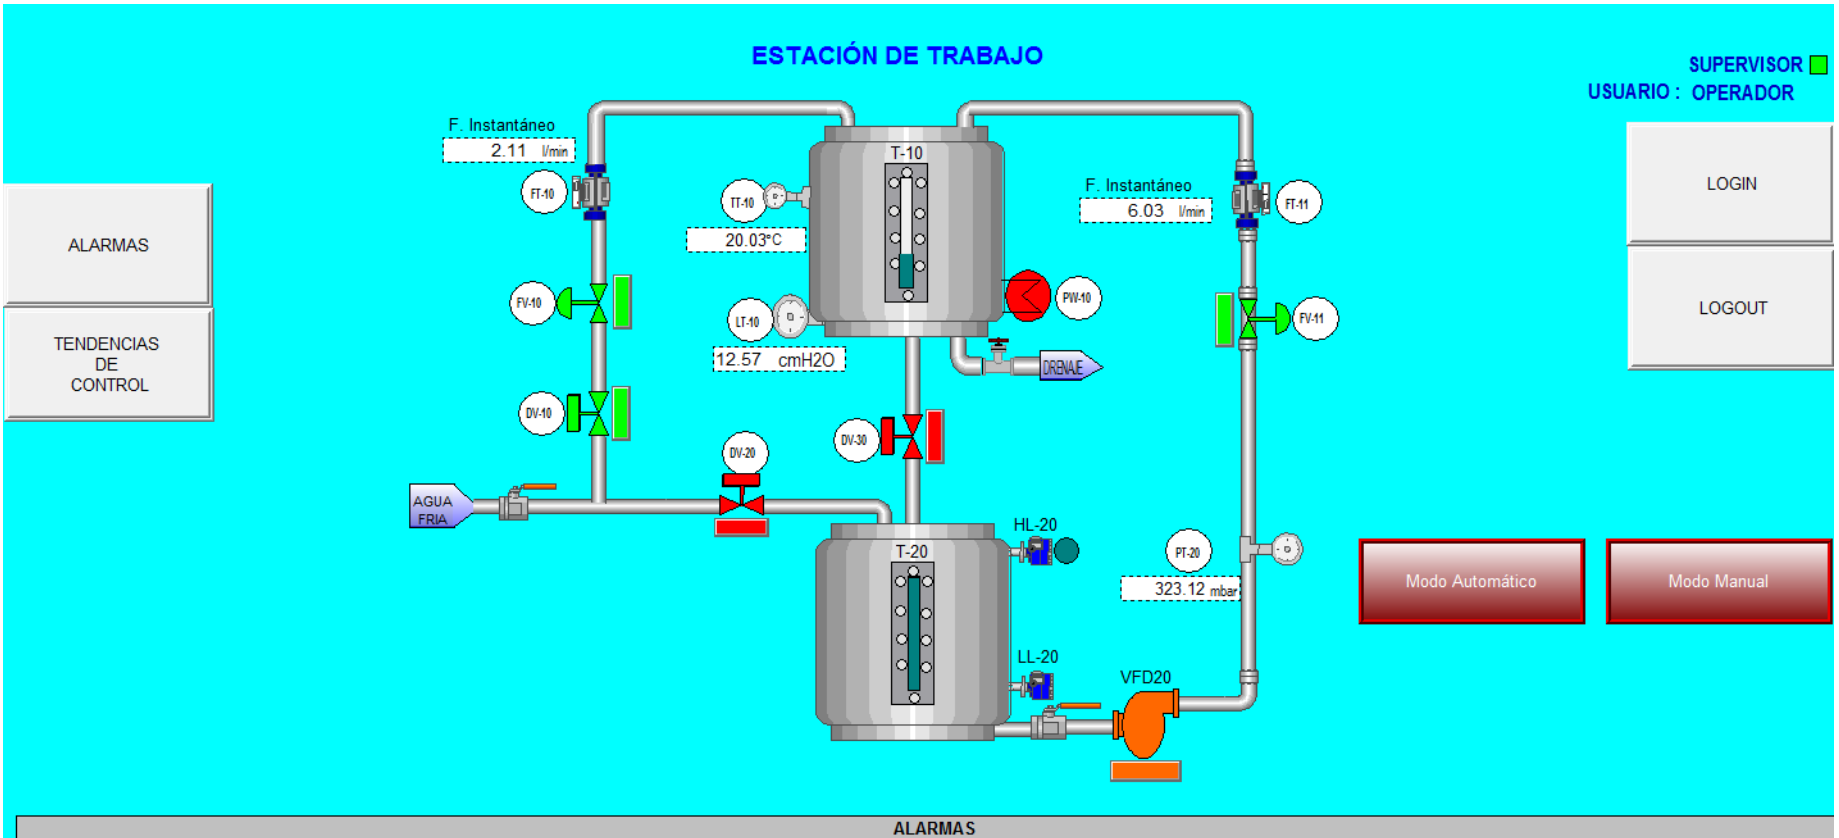 ESTACIÓN DE TRABAJO
SUPERVISOR
USUARIO : OPERADOR
F. Instantáneo
2.11 l/min
FT-10
T-10
TT-10
20.03°C
F. Instantáneo
6.03 l/min
FT-11
LOGIN
LOGOUT
ALARMAS
TENDENCIAS
DE
CONTROL
FV-10
LT-10
12.57 cmH2O
PW-10
FV-11
DRENAJE
DV-10
DV-20
DV-30
AGUA
FRIA
T-20
HL-20
LL-20
PT-20
323.12 mbar
VFD20
Modo Automático
Modo Manual
ALARMAS